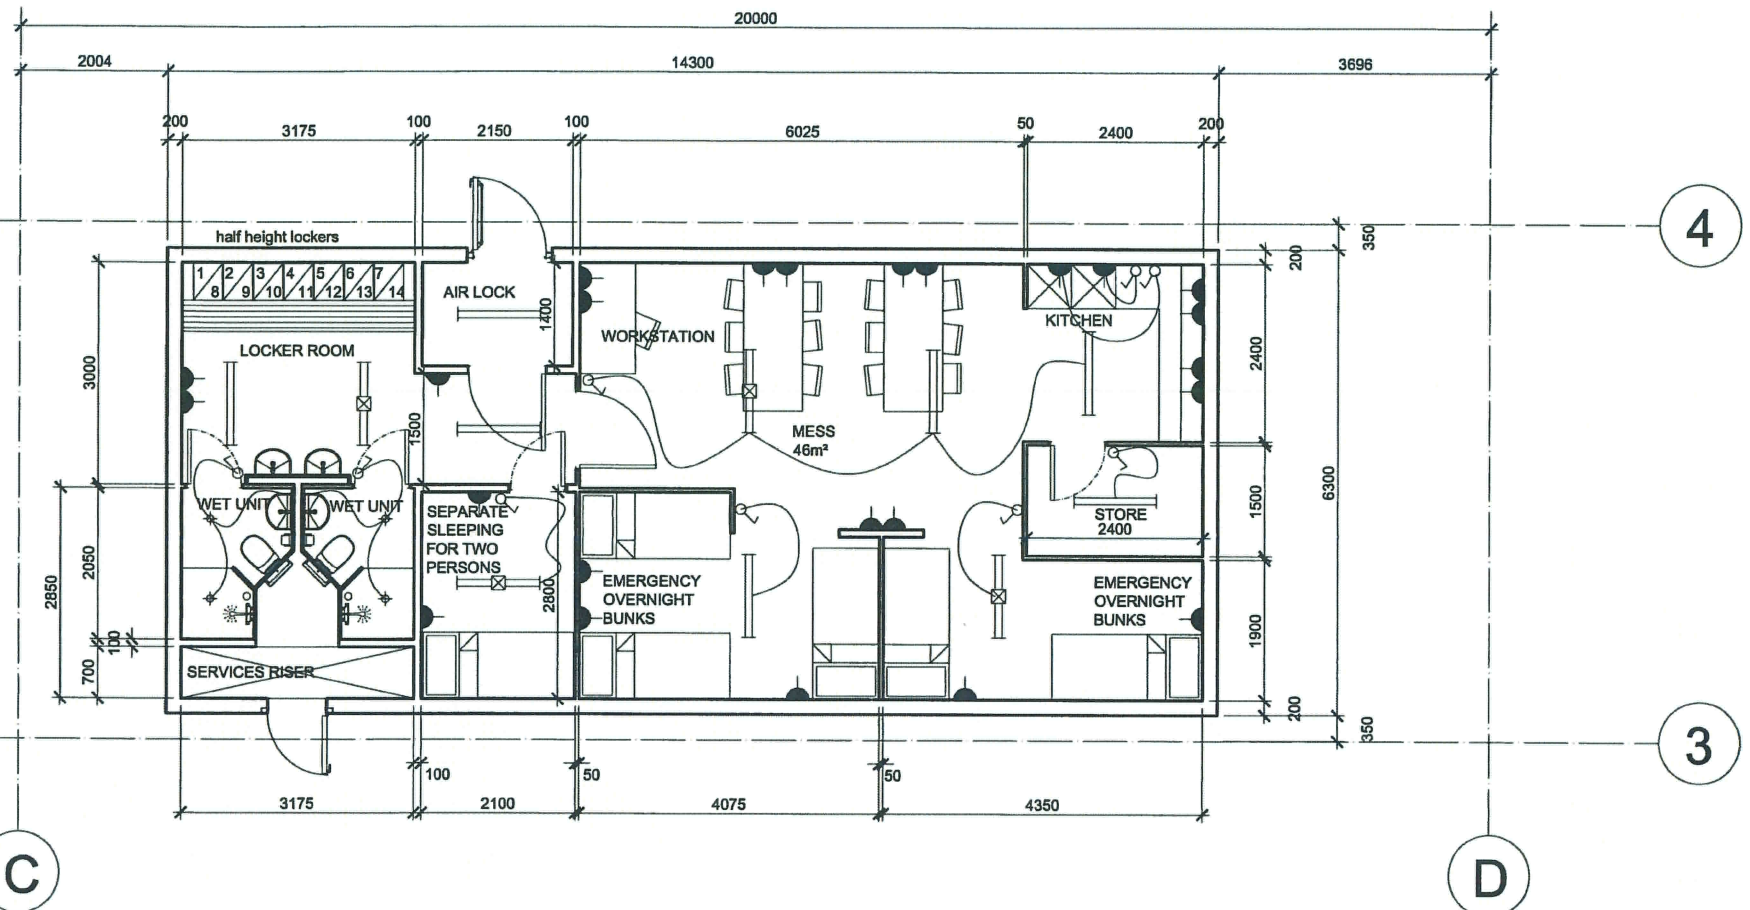 20000
2004
14300
3696
200
3175
100
2150
100
6025
50
2400
200
4
350
200
half height lockers
1 2 3 4 5 6 7
8 9 10 11 12 13 14
AIR LOCK
1400
WORKSTATION
KITCHEN
LOCKER ROOM
3000
2400
1500
MESS
46m²
6300
WET UNIT
WET UNIT
SEPARATE
SLEEPING
FOR TWO
PERSONS
STORE
2400
1500
2850
2050
2800
EMERGENCY
OVERNIGHT
BUNKS
EMERGENCY
OVERNIGHT
BUNKS
1900
100
700
SERVICES RISER
200
350
3
100
50
50
3175
2100
4075
4350
C
D